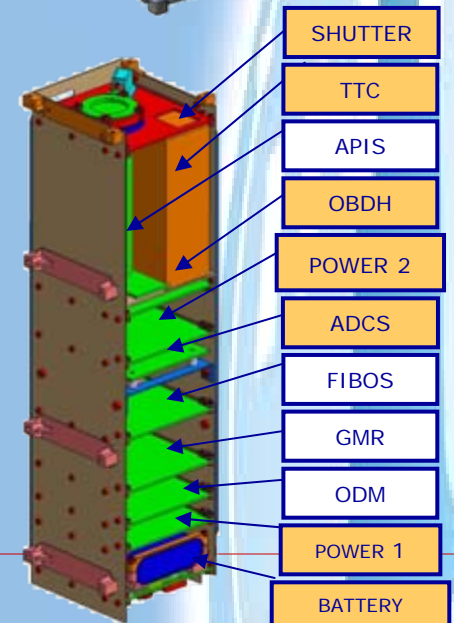 SHUTTER
TTC
APIS
OBDH
POWER 2
ADCS
FIBOS
GMR
ODM
POWER 1
BATTERY